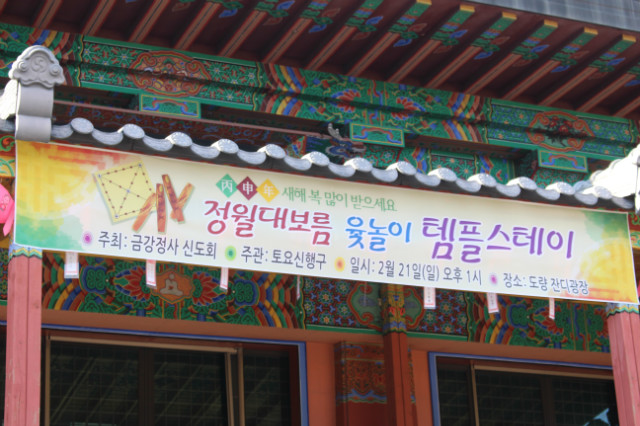 丙申年 새해 복 많이 받으세요
정월대보름 윷놀이 템플스테이
주최: 금강정사 신도회 주관: 토요신행구 일시: 2월 21일(일) 오후 1시 장소: 도량 잔디광장